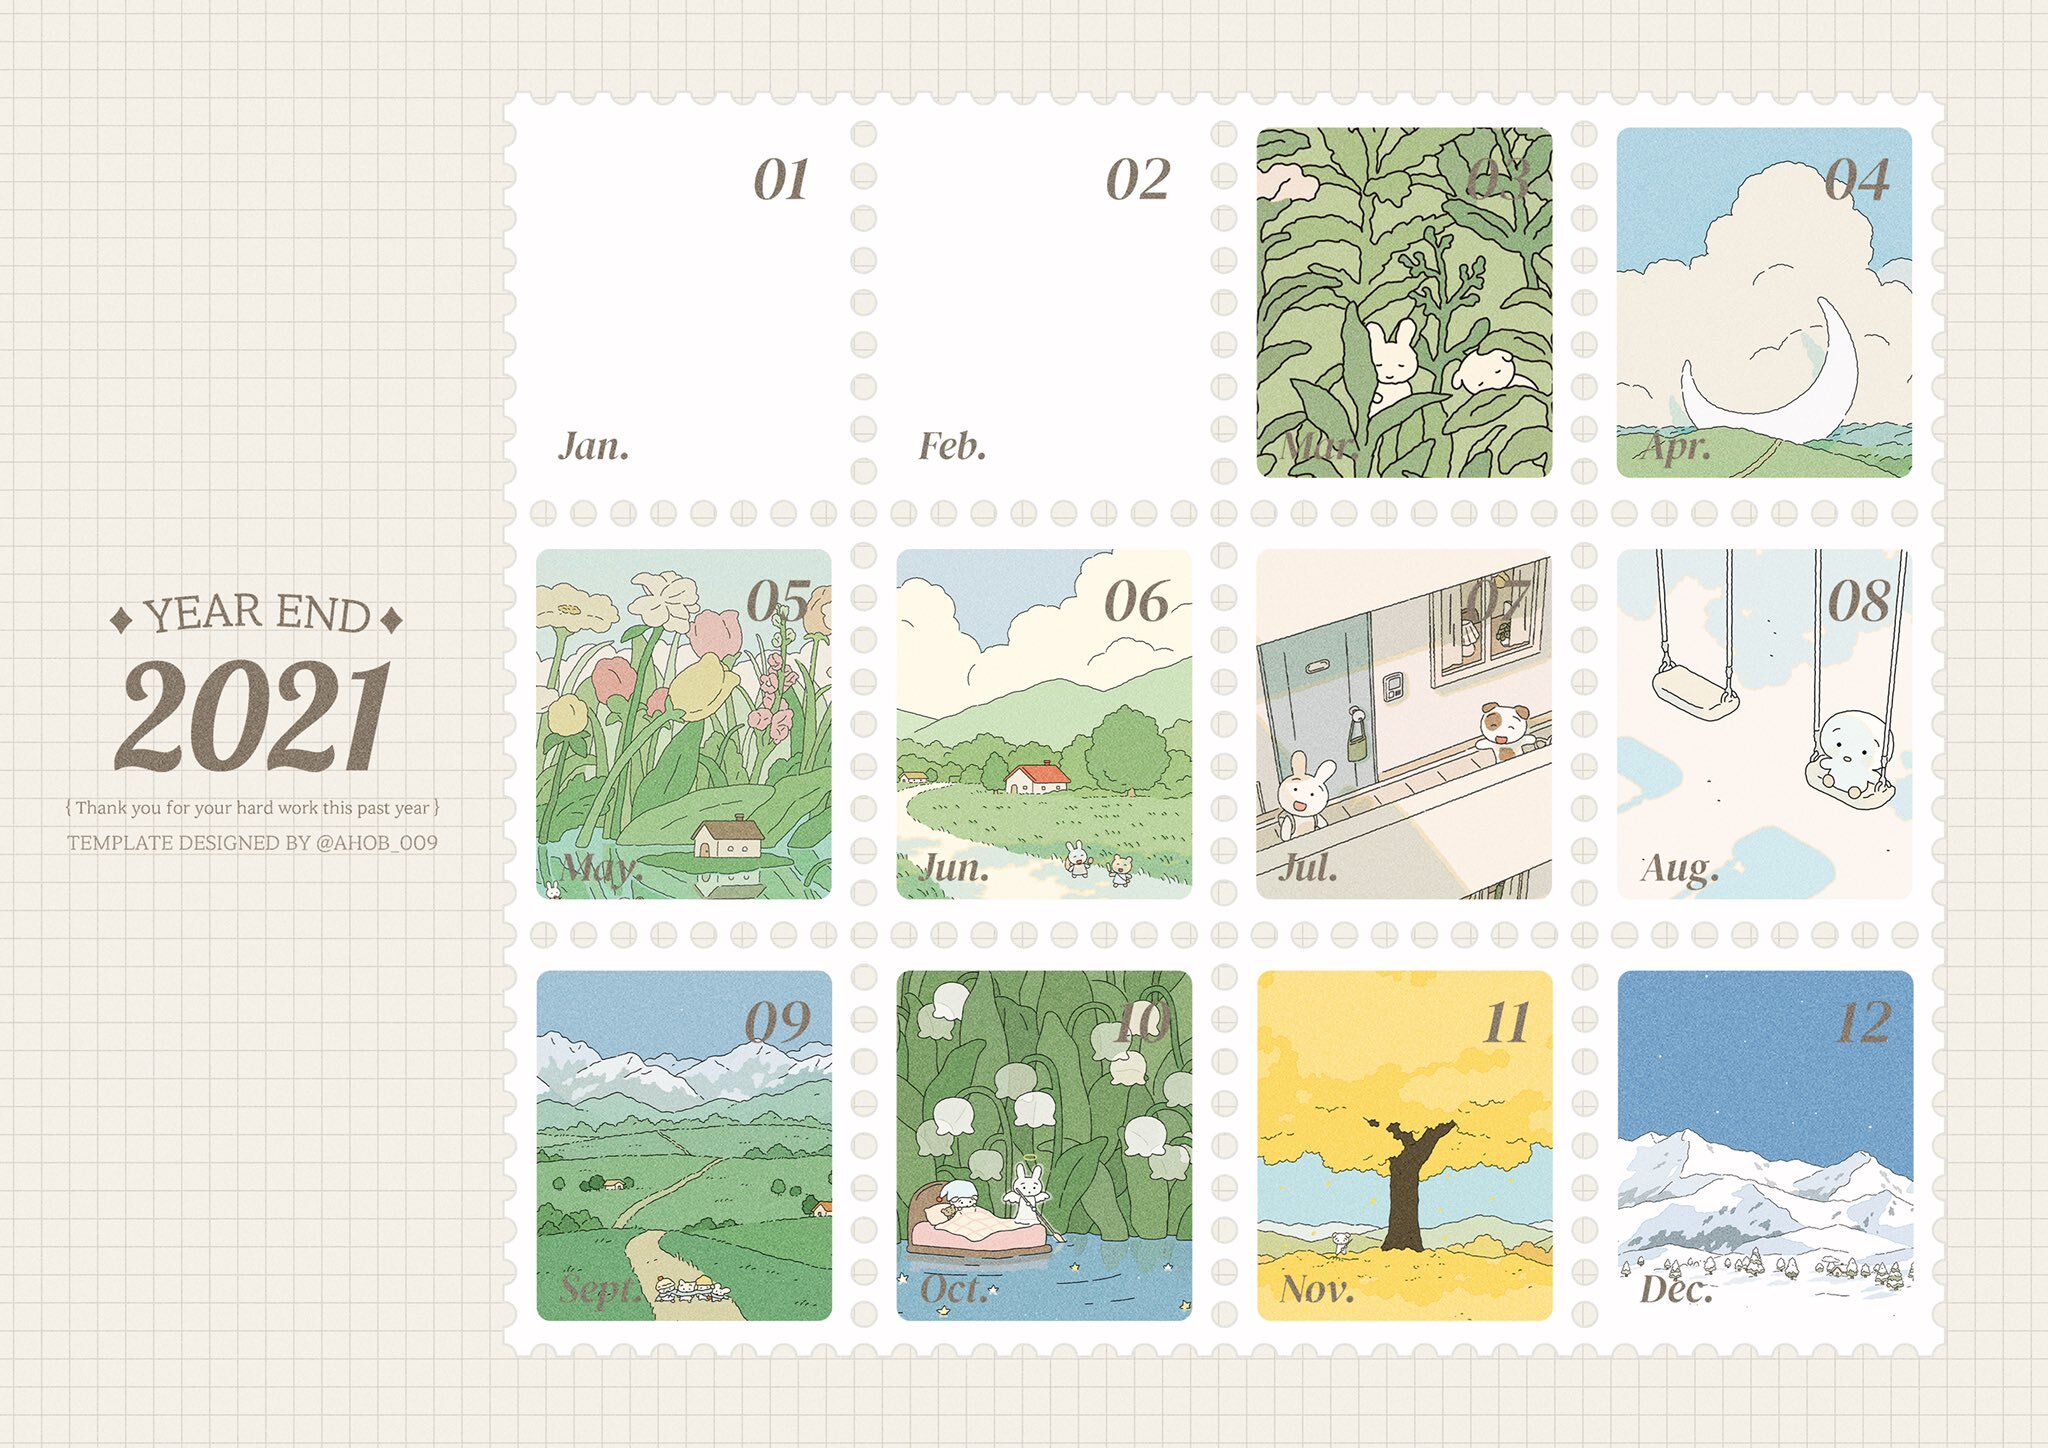 01
02
03
04
Jan.
Feb.
Mar.
Apr.
♦ YEAR END ♦
2021
{ Thank you for your hard work this past year }
TEMPLATE DESIGNED BY @AHOB_009
05
06
07
08
May.
Jun.
Jul.
Aug.
09
10
11
12
Sept.
Oct.
Nov.
Dec.